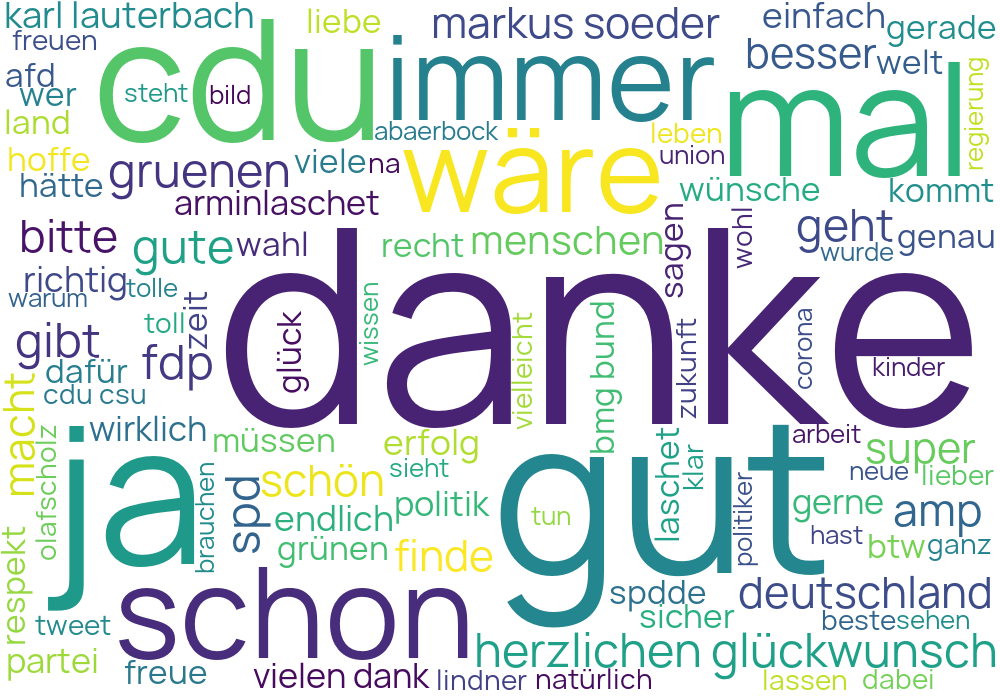 karl lauterbach
liebe
markus soeder
einfach
gerade
freuen
cdu
immer
besser
welt
afd
wer
steht
bild
mal
regierung
land
abaerbock
leben
hoffe
gruenen
viele
na
wäre
union
hätte
wünsche
kommt
arminlaschet
bitte
gute
wahl
recht
menschen
sagen
wohl
geht
genau
wurde
richtig
tolle
warum
zeit
danke
toll
glück
wissen
vielleicht
bmg bund
zukunft
corona
gibt
fdp
kinder
dafür
cdu csu
macht
wirklich
müssen
erfolg
arbeit
super
olafscholz
ja
sieht
laschet
klar
gut
neue
lieber
brauchen
spd
schön
politik
politiker
gerne
amp
endlich
tun
hast
respekt
grünen
finde
btw
ganz
schon
spdde
deutschland
tweet
sicher
beste
sehen
partei
herzlichen glückwunsch
freue
vielen dank
lindner
natürlich
lassen
dabei